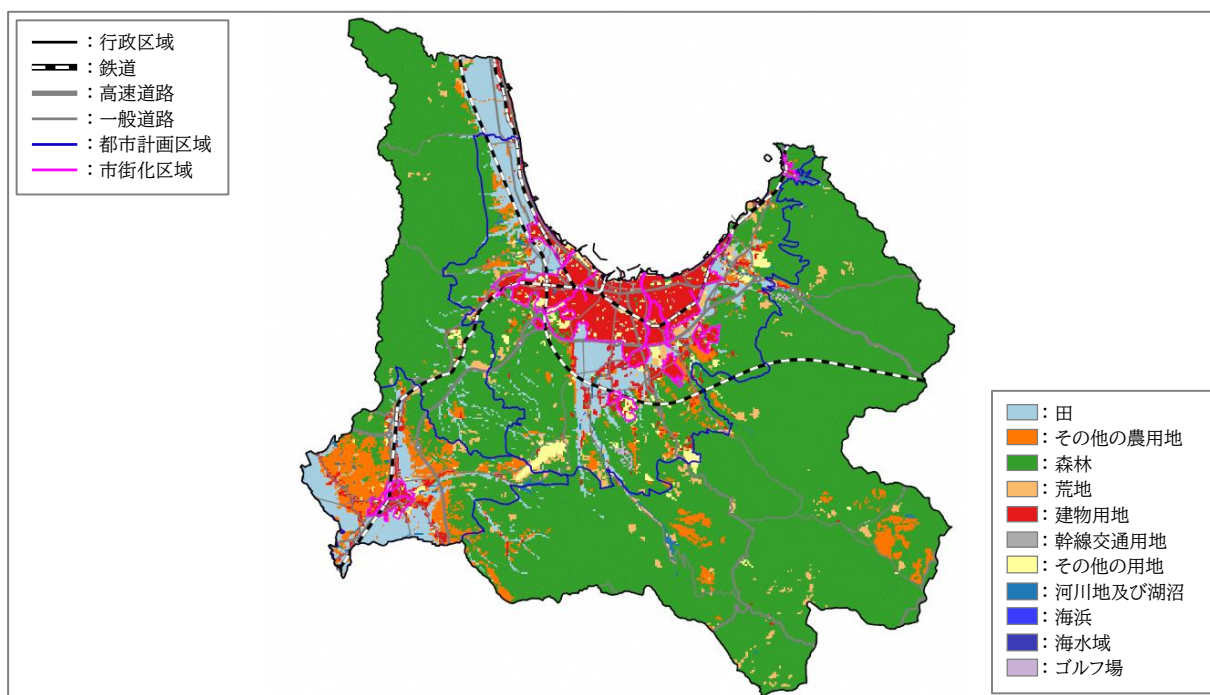 ：行政区域
：鉄道
：高速道路
：一般道路
：都市計画区域
：市街化区域
：田
：その他の農用地
：森林
：荒地
：建物用地
：幹線交通用地
：その他の用地
：河川地及び湖沼
：海浜
：海水域
：ゴルフ場